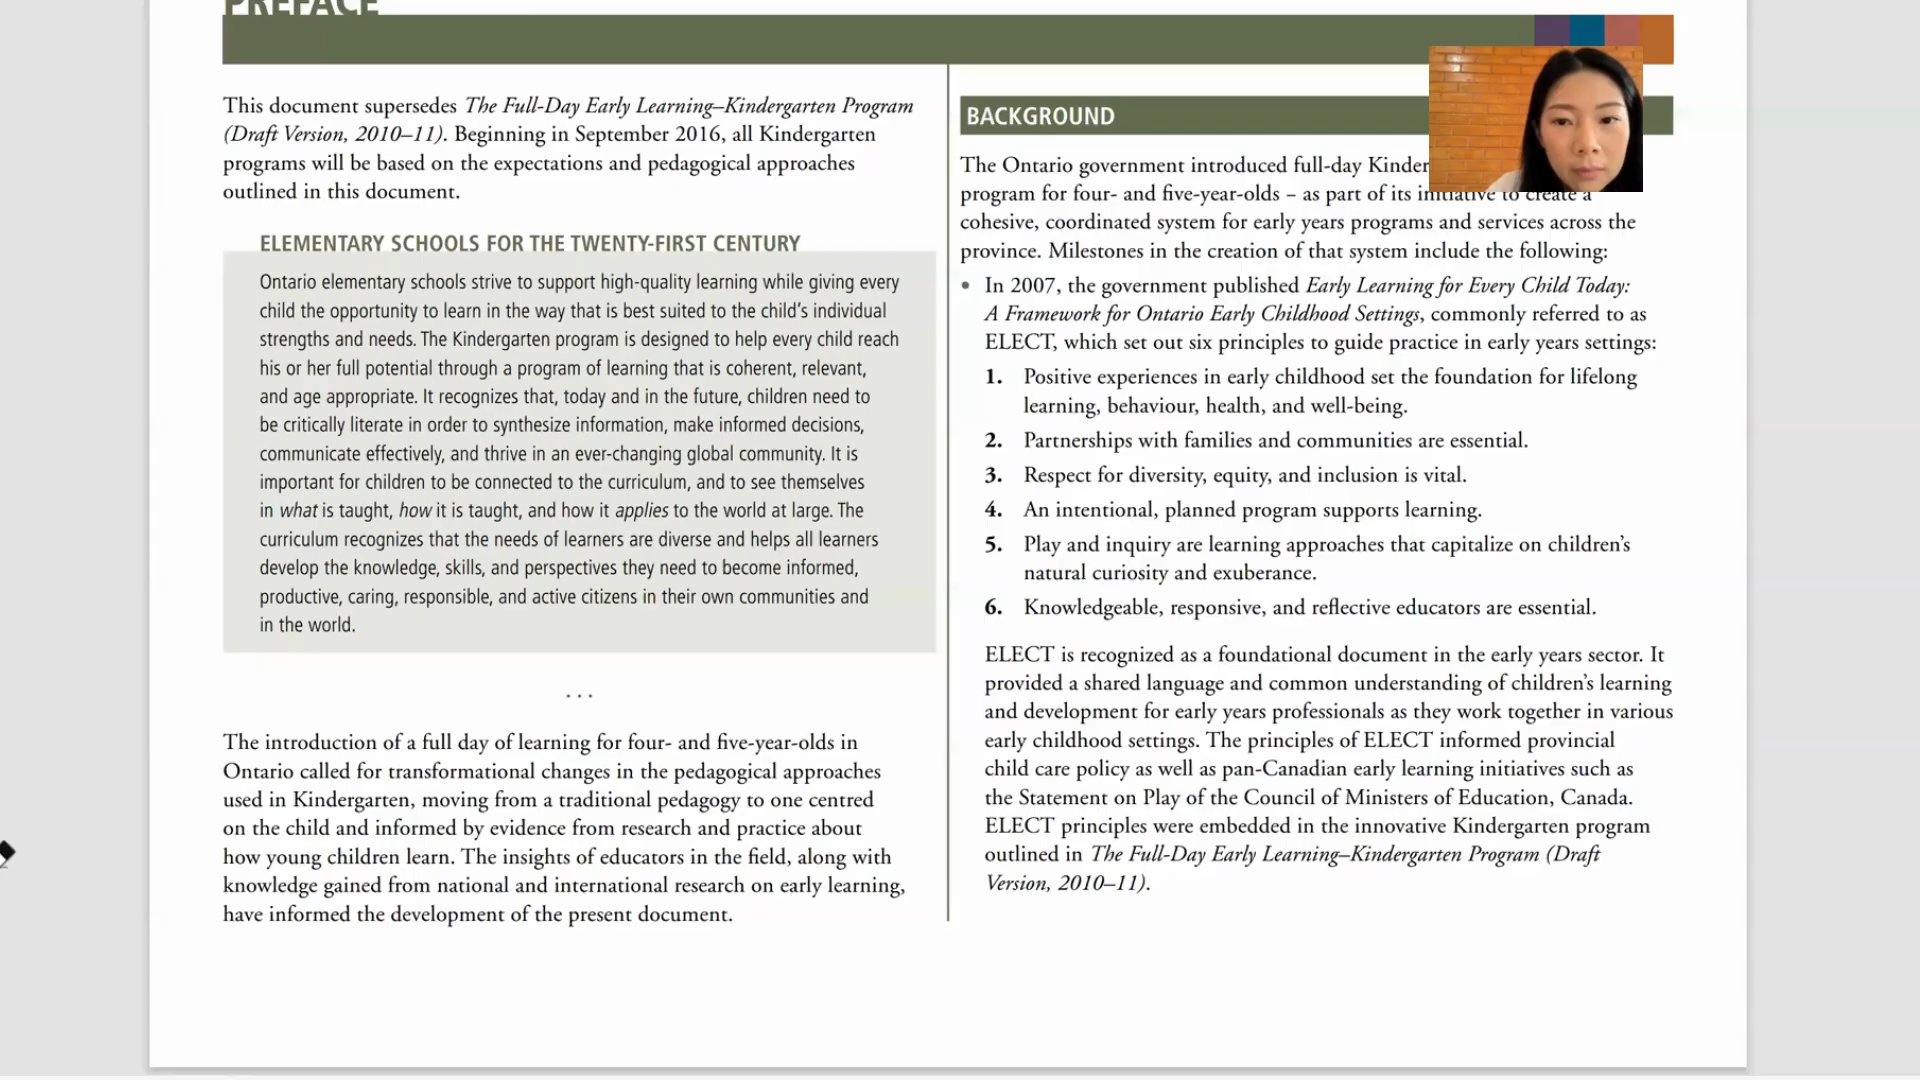 PREFACE
This document supersedes The Full-Day Early Learning–Kindergarten Program
(Draft Version, 2010–11). Beginning in September 2016, all Kindergarten
programs will be based on the expectations and pedagogical approaches
outlined in this document.
ELEMENTARY SCHOOLS FOR THE TWENTY-FIRST CENTURY
Ontario elementary schools strive to support high-quality learning while giving every
child the opportunity to learn in the way that is best suited to the child’s individual
strengths and needs. The Kindergarten program is designed to help every child reach
his or her full potential through a program of learning that is coherent, relevant,
and age appropriate. It recognizes that, today and in the future, children need to
be critically literate in order to synthesize information, make informed decisions,
communicate effectively, and thrive in an ever-changing global community. It is
important for children to be connected to the curriculum, and to see themselves
in what is taught, how it is taught, and how it applies to the world at large. The
curriculum recognizes that the needs of learners are diverse and helps all learners
develop the knowledge, skills, and perspectives they need to become informed,
productive, caring, responsible, and active citizens in their own communities and
in the world.
...
The introduction of a full day of learning for four- and five-year-olds in
Ontario called for transformational changes in the pedagogical approaches
used in Kindergarten, moving from a traditional pedagogy to one centred
on the child and informed by evidence from research and practice about
how young children learn. The insights of educators in the field, along with
knowledge gained from national and international research on early learning,
have informed the development of the present document.
BACKGROUND
The Ontario government introduced full-day
program for four- and five-year-olds – as part of its initiative to create a
cohesive, coordinated system for early years programs and services across the
province. Milestones in the creation of that system include the following:
• In 2007, the government published Early Learning for Every Child Today:
A Framework for Ontario Early Childhood Settings, commonly referred to as
ELECT, which set out six principles to guide practice in early years settings:
1. Positive experiences in early childhood set the foundation for lifelong
learning, behaviour, health, and well-being.
2. Partnerships with families and communities are essential.
3. Respect for diversity, equity, and inclusion is vital.
4. An intentional, planned program supports learning.
5. Play and inquiry are learning approaches that capitalize on children’s
natural curiosity and exuberance.
6. Knowledgeable, responsive, and reflective educators are essential.
ELECT is recognized as a foundational document in the early years sector. It
provided a shared language and common understanding of children’s learning
and development for early years professionals as they work together in various
early childhood settings. The principles of ELECT informed provincial
child care policy as well as pan-Canadian early learning initiatives such as
the Statement on Play of the Council of Ministers of Education, Canada.
ELECT principles were embedded in the innovative Kindergarten program
outlined in The Full-Day Early Learning–Kindergarten Program (Draft
Version, 2010–11).